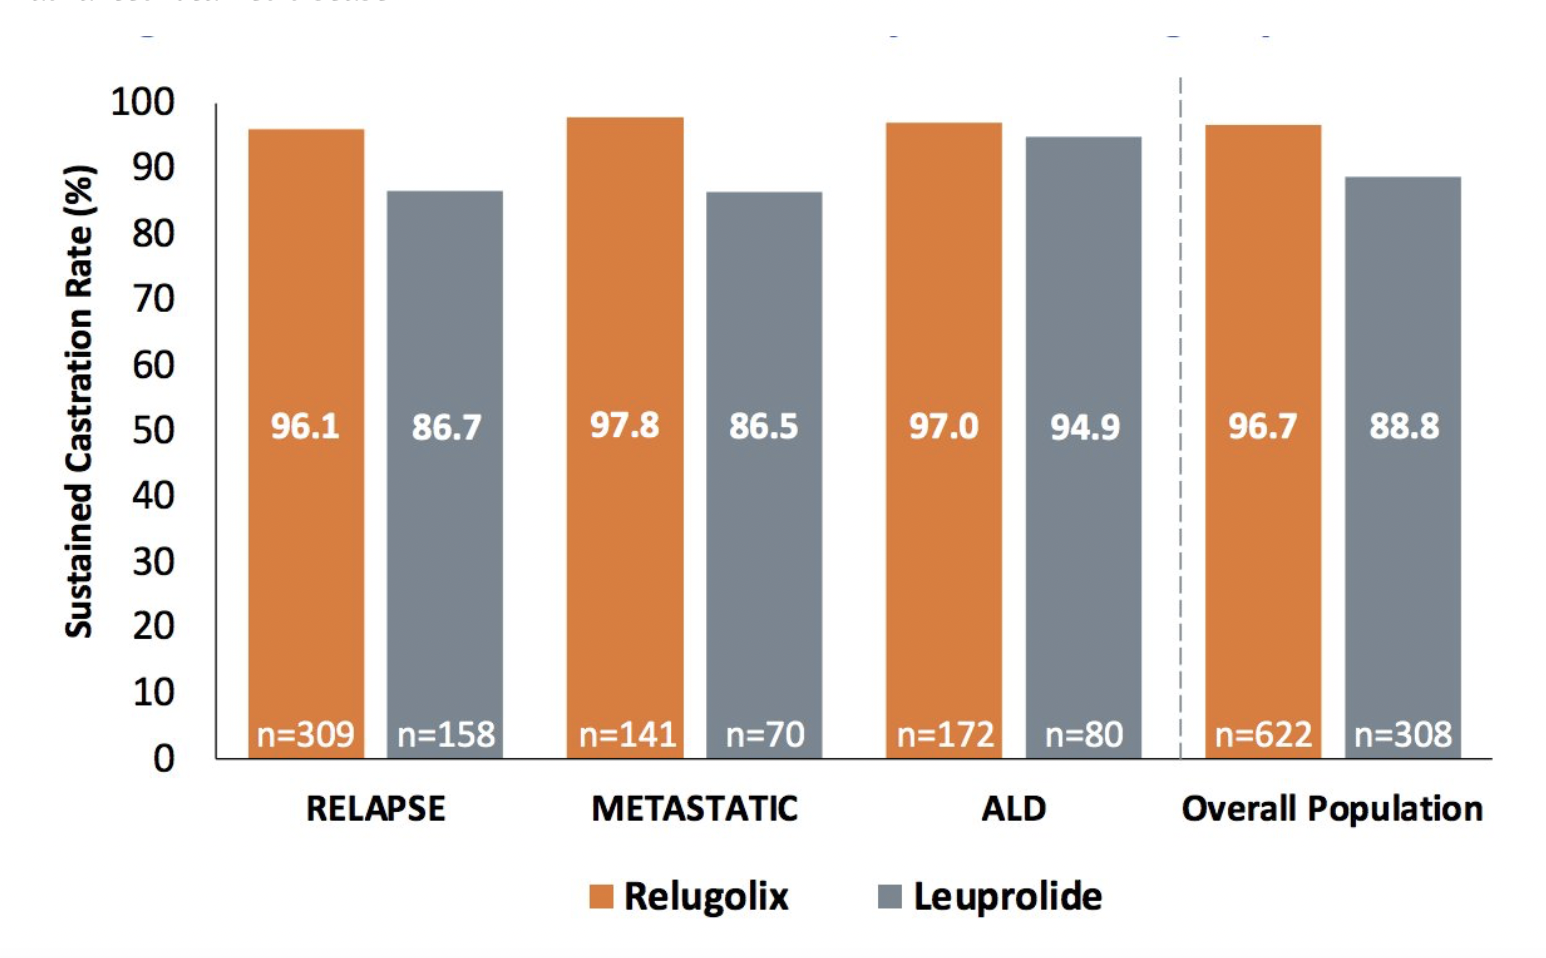 100
90
80
70
60
50
40
30
20
10
0
Sustained Castration Rate (%)
96.1 86.7 97.8 86.5 97.0 94.9 96.7 88.8
n=309 n=158 n=141 n=70 n=172 n=80 n=622 n=308
RELAPSE METASTATIC ALD Overall Population
Relugolix Leuprolide